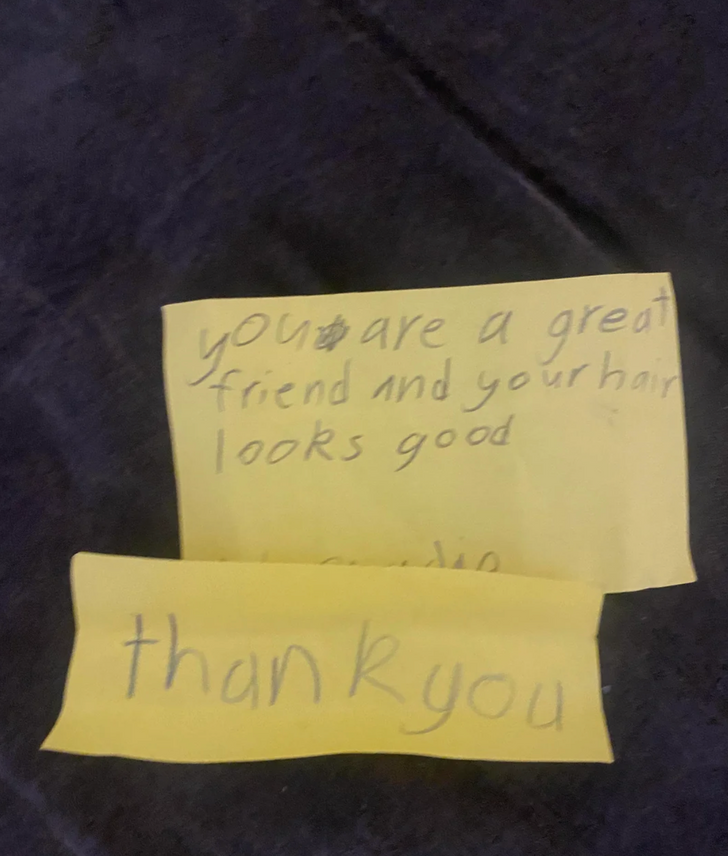 you are a great
friend and your hair
looks good
thank you